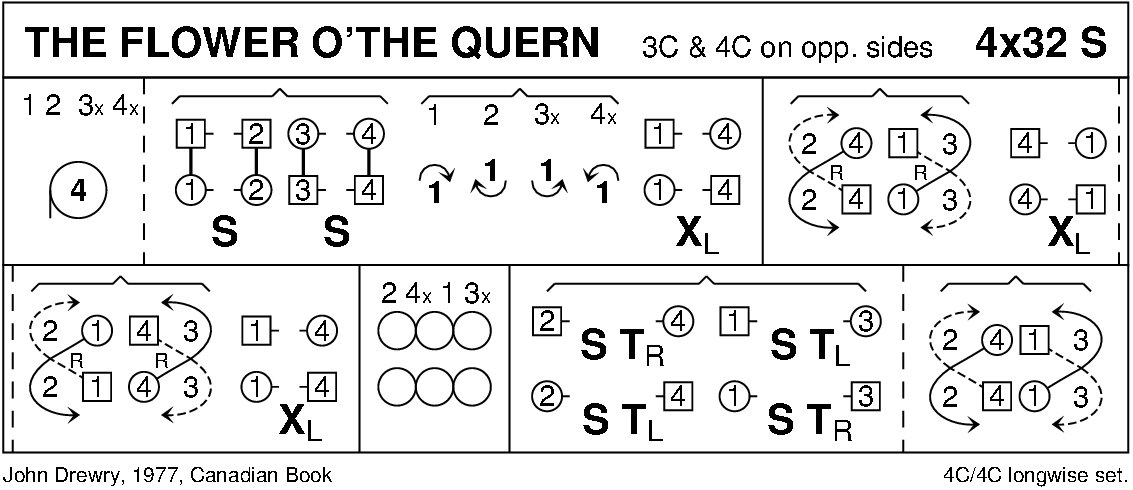 THE FLOWER O’THE QUERN 3C & 4C on opp. sides 4x32 S
1 2 3x 4x
4
1 2 3 4
1 2 3 4
S S
1 2 3x 4x
1 1 1 1
1 4
1 4
XL
2 4 1 3
R R
2 4 1 3
4 1
4 1
XL
2 1 4 3
R R
2 1 4 3
1 4
1 4
XL
2 4x 1 3x
2 4 1 3
S TR S TL
2 4 1 3
S TL S TR
2 4 1 3
2 4 1 3
John Drewry, 1977, Canadian Book 4C/4C longwise set.